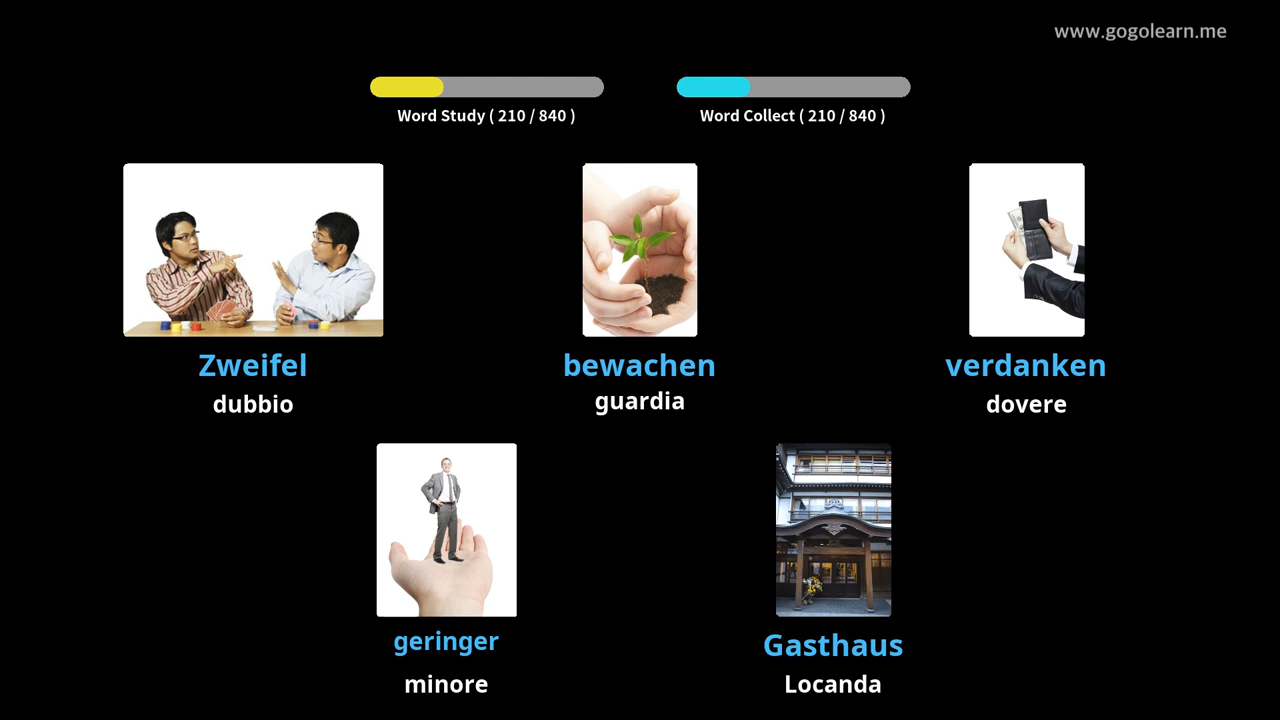 www.gogolearn.me
Word Study ( 210 / 840 )
Word Collect ( 210 / 840 )
Zweifel
dubbio
bewachen
guardia
verdanken
dovere
geringer
minore
Gasthaus
Locanda